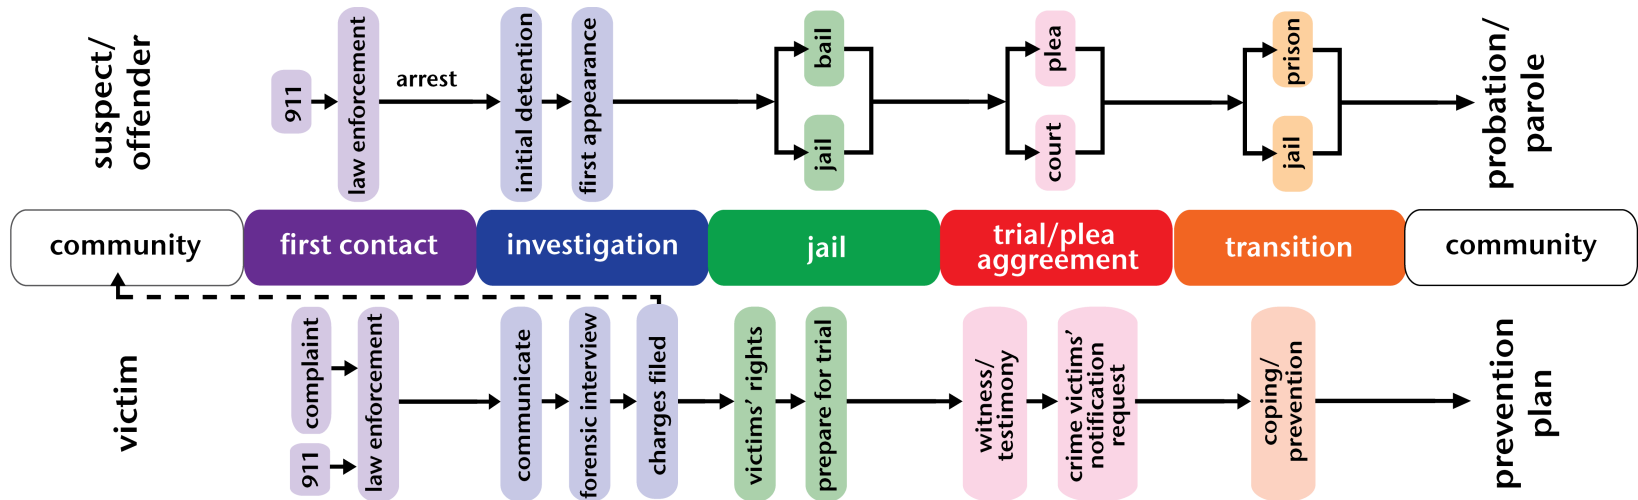 suspect/
offender
911
law enforcement
arrest
initial detention
first appearance
bail
jail
plea
court
prison
jail
probation/
parole
community
first contact
investigation
jail
trial/plea
aggreement
transition
community
victim
complaint
911
law enforcement
communicate
forensic interview
charges filed
victims’ rights
prepare for trial
witness/
testimony
crime victims’
notification
request
coping/
prevention
prevention
plan